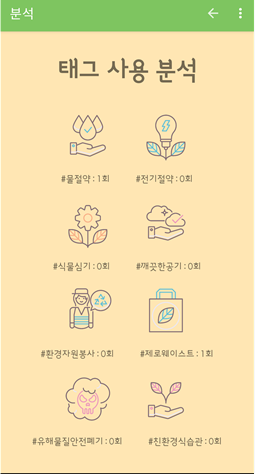 분석
태그 사용 분석
#물절약 : 1회 #전기절약 : 0회
#식물심기 : 0회 #깨끗한공기 : 0회
#환경자원봉사 : 0회 #제로웨이스트 : 1회
#유해물질안전폐기 : 0회 #친환경식습관 : 0회